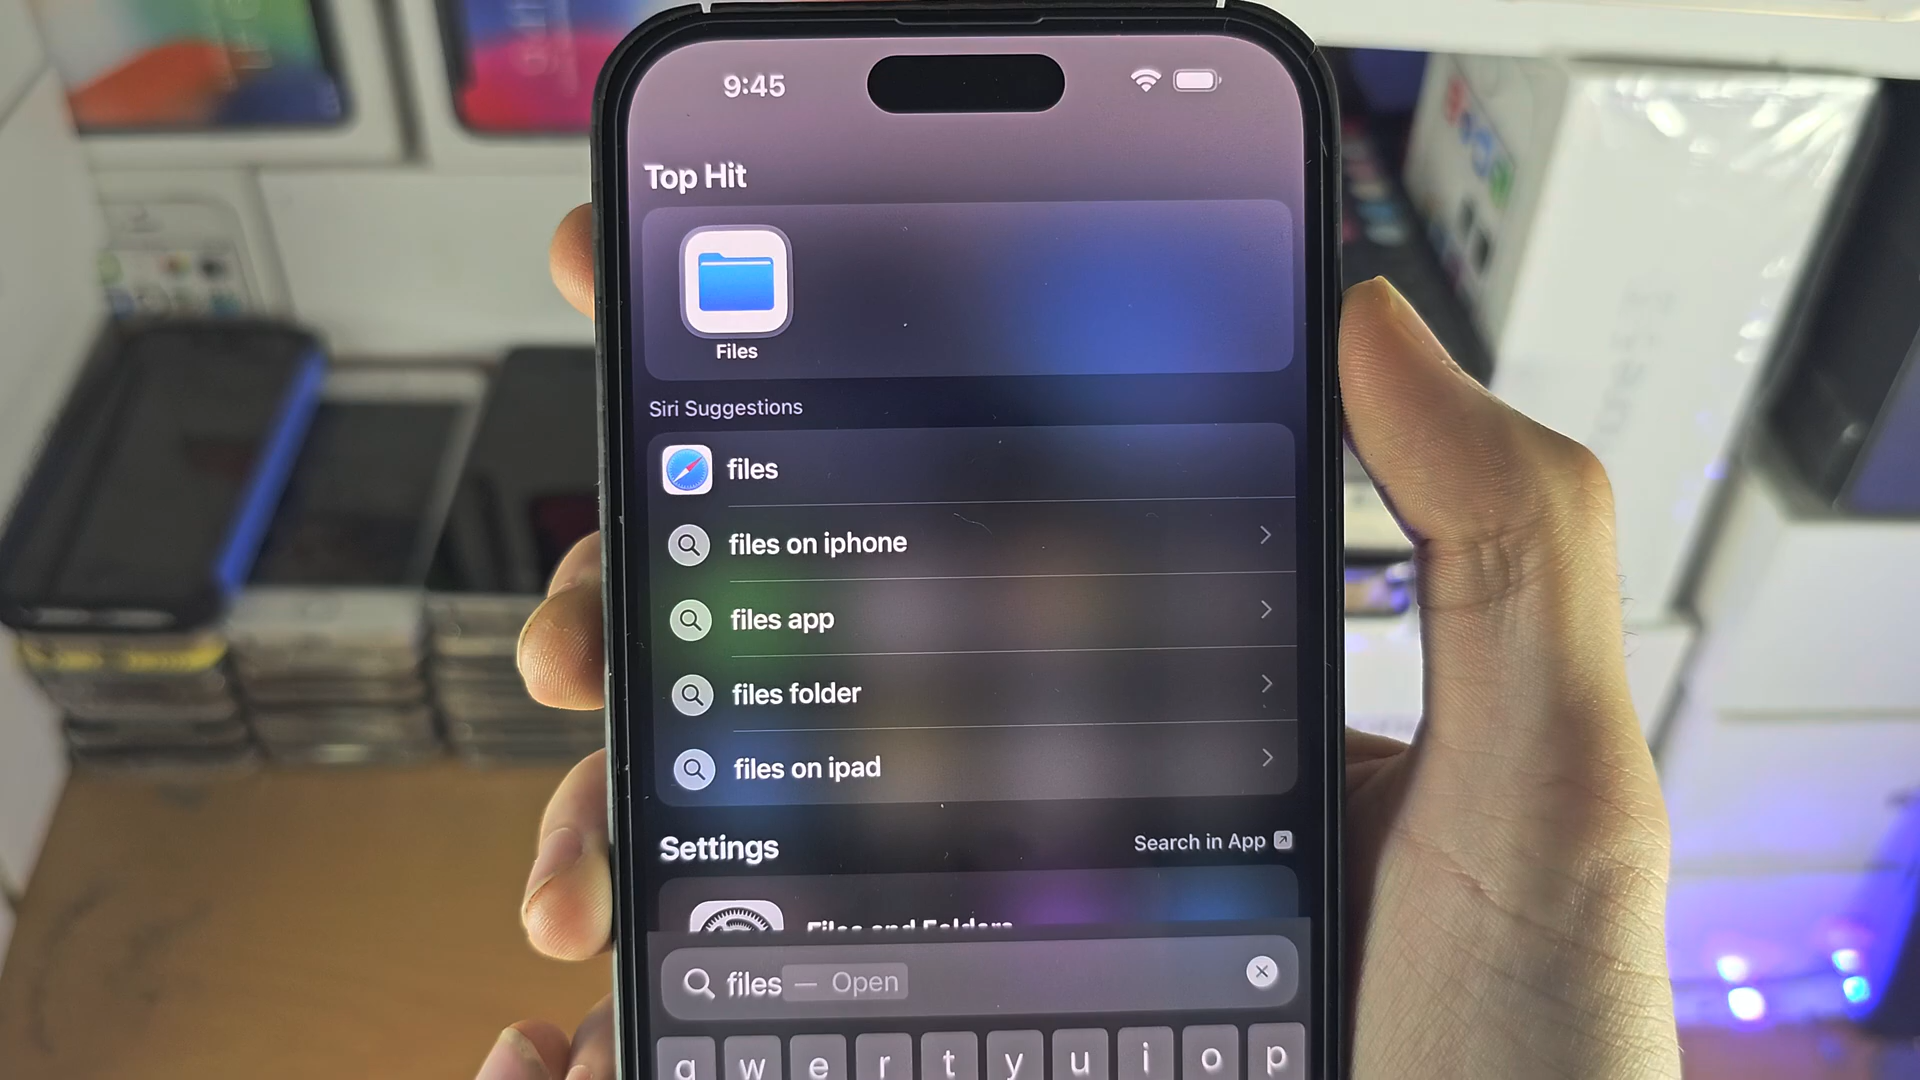 9:45
Top Hit
Files
Siri Suggestions
files
files on iphone
files app
files folder
files on ipad
Settings
Search in App
Files and Folders
files — Open
q w e r t y u i o p